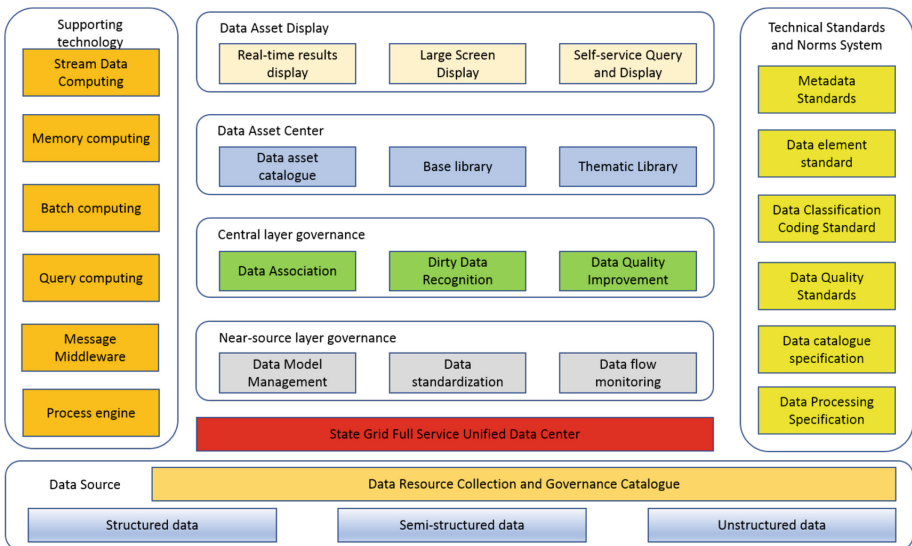 Supporting
technology
Stream Data
Computing
Memory computing
Batch computing
Query computing
Message
Middleware
Process engine
Data Asset Display
Real-time results
display
Large Screen
Display
Self-service Query
and Display
Data Asset Center
Data asset
catalogue
Base library
Thematic Library
Central layer governance
Data Association
Dirty Data
Recognition
Data Quality
Improvement
Near-source layer governance
Data Model
Management
Data
standardization
Data flow
monitoring
State Grid Full Service Unified Data Center
Technical Standards
and Norms System
Metadata
Standards
Data element
standard
Data Classification
Coding Standard
Data Quality
Standards
Data catalogue
specification
Data Processing
Specification
Data Source
Data Resource Collection and Governance Catalogue
Structured data
Semi-structured data
Unstructured data